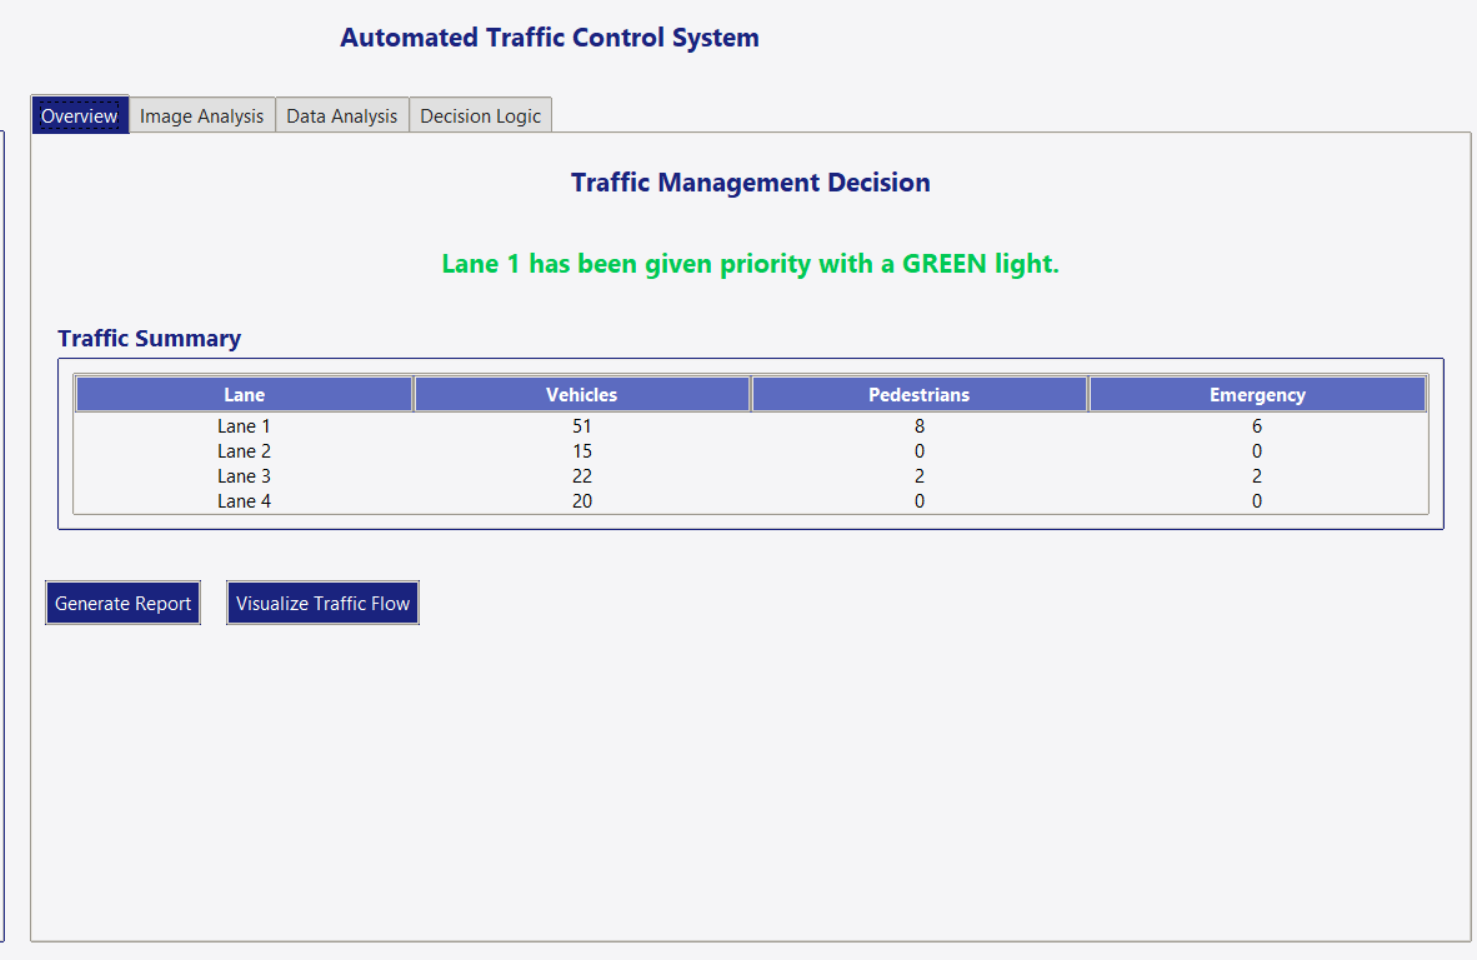 Automated Traffic Control System
Overview Image Analysis Data Analysis Decision Logic
Traffic Management Decision
Lane 1 has been given priority with a GREEN light.
Traffic Summary
Lane Vehicles Pedestrians Emergency
Lane 1 51 8 6
Lane 2 15 0 0
Lane 3 22 2 2
Lane 4 20 0 0
Generate Report Visualize Traffic Flow